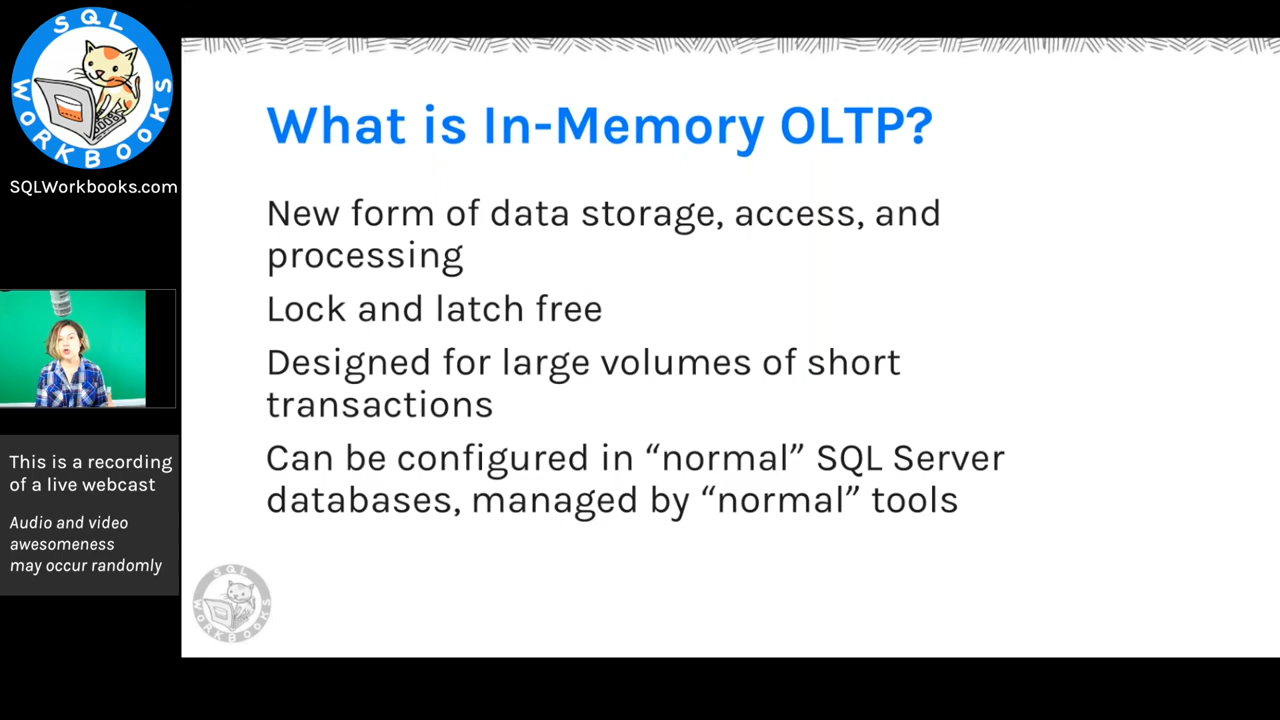 SQL WORKBOOKS
SQLWorkbooks.com
This is a recording
of a live webcast
Audio and video
awesomeness
may occur randomly
What is In-Memory OLTP?
New form of data storage, access, and
processing
Lock and latch free
Designed for large volumes of short
transactions
Can be configured in “normal” SQL Server
databases, managed by “normal” tools
SQL WORKBOOKS